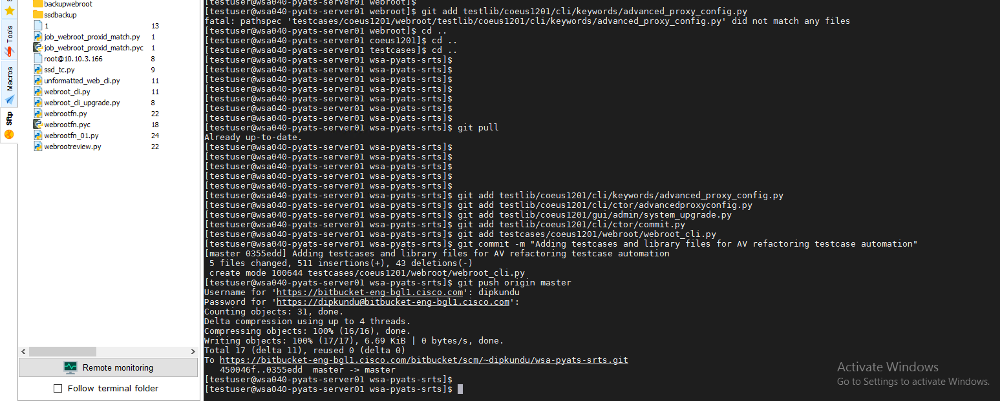 Tools
Macros
Sftp
backupwebroot
ssdbackup
1 13
job_webroot_proxid_match.py 1
job_webroot_proxid_match.pyc 1
root@10.10.3.166 8
ssd_tc.py 9
unformatted_web_cli.py 11
webroot_cli.py 11
webroot_cli_upgrade.py 8
webrootfn.py 22
webrootfn.pyc 18
webrootfn_01.py 24
webrootreview.py 22
Remote monitoring
Follow terminal folder
[testuser@wsa040-pyats-server01 webroot]$
[testuser@wsa040-pyats-server01 webroot]$ git add testlib/coeus1201/cli/keywords/advanced_proxy_config.py
fatal: pathspec 'testcases/coeus1201/webroot/testlib/coeus1201/cli/keywords/advanced_proxy_config.py' did not match any files
[testuser@wsa040-pyats-server01 webroot]$ cd ..
[testuser@wsa040-pyats-server01 coeus1201]$ cd ..
[testuser@wsa040-pyats-server01 testcases]$ cd ..
[testuser@wsa040-pyats-server01 wsa-pyats-srts]$
[testuser@wsa040-pyats-server01 wsa-pyats-srts]$
[testuser@wsa040-pyats-server01 wsa-pyats-srts]$
[testuser@wsa040-pyats-server01 wsa-pyats-srts]$
[testuser@wsa040-pyats-server01 wsa-pyats-srts]$
[testuser@wsa040-pyats-server01 wsa-pyats-srts]$
[testuser@wsa040-pyats-server01 wsa-pyats-srts]$
[testuser@wsa040-pyats-server01 wsa-pyats-srts]$ git pull
Already up-to-date.
[testuser@wsa040-pyats-server01 wsa-pyats-srts]$
[testuser@wsa040-pyats-server01 wsa-pyats-srts]$
[testuser@wsa040-pyats-server01 wsa-pyats-srts]$
[testuser@wsa040-pyats-server01 wsa-pyats-srts]$
[testuser@wsa040-pyats-server01 wsa-pyats-srts]$
[testuser@wsa040-pyats-server01 wsa-pyats-srts]$ git add testlib/coeus1201/cli/keywords/advanced_proxy_config.py
[testuser@wsa040-pyats-server01 wsa-pyats-srts]$ git add testlib/coeus1201/cli/ctor/advancedproxyconfig.py
[testuser@wsa040-pyats-server01 wsa-pyats-srts]$ git add testlib/coeus1201/gui/admin/system_upgrade.py
[testuser@wsa040-pyats-server01 wsa-pyats-srts]$ git add testlib/coeus1201/cli/ctor/commit.py
[testuser@wsa040-pyats-server01 wsa-pyats-srts]$ git add testcases/coeus1201/webroot/webroot_cli.py
[testuser@wsa040-pyats-server01 wsa-pyats-srts]$ git commit -m "Adding testcases and library files for AV refactoring testcase automation"
[master 0355edd] Adding testcases and library files for AV refactoring testcase automation
5 files changed, 511 insertions(+), 43 deletions(-)
create mode 100644 testcases/coeus1201/webroot/webroot_cli.py
[testuser@wsa040-pyats-server01 wsa-pyats-srts]$ git push origin master
Username for 'https://bitbucket-eng-bgl1.cisco.com': dipkundu
Password for 'https://dipkundu@bitbucket-eng-bgl1.cisco.com':
Counting objects: 31, done.
Delta compression using up to 4 threads.
Compressing objects: 100% (16/16), done.
Writing objects: 100% (17/17), 6.69 KiB | 0 bytes/s, done.
Total 17 (delta 11), reused 0 (delta 0)
To https://bitbucket-eng-bgl1.cisco.com/bitbucket/scm/~dipkundu/wsa-pyats-srts.git
450046f..0355edd master -> master
[testuser@wsa040-pyats-server01 wsa-pyats-srts]$
[testuser@wsa040-pyats-server01 wsa-pyats-srts]$
Activate Windows
Go to Settings to activate Windows.